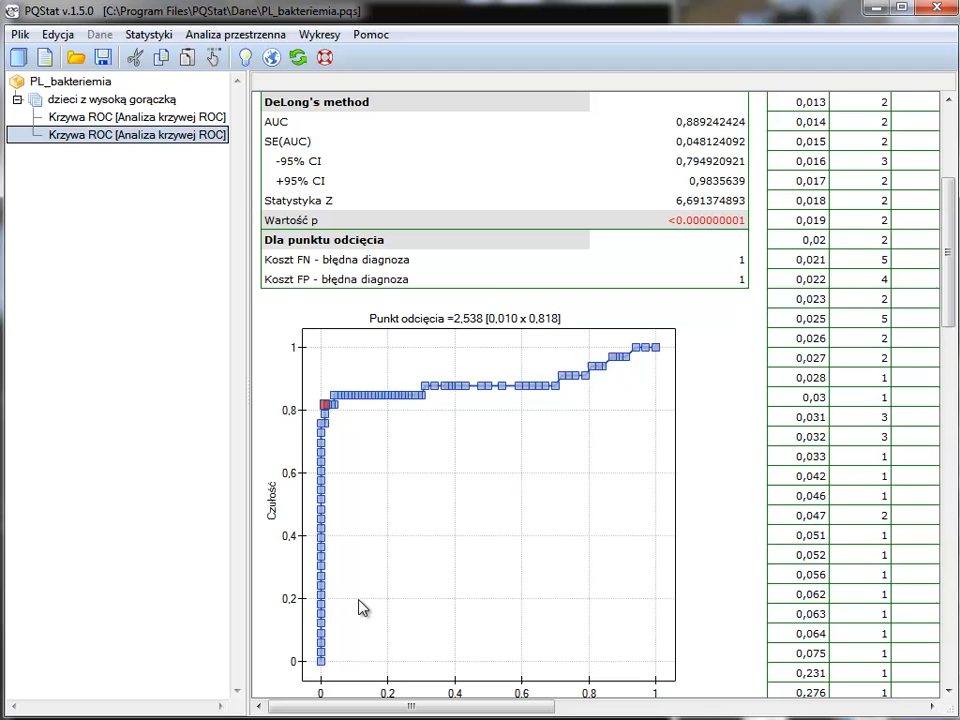 PQStat v.1.5.0 [C:\Program Files\PQStat\Dane\PL_bakteriemia.pqs]
Plik Edycja Dane Statystyki Analiza przestrzenna Wykresy Pomoc
PL_bakteriemia
dzieci z wysoką gorączką
Krzywa ROC [Analiza krzywej ROC]
Krzywa ROC [Analiza krzywej ROC]
DeLong's method
AUC 0,889242424
SE(AUC) 0,048124092
-95% CI 0,794920921
+95% CI 0,9835639
Statystyka Z 6,691374893
Wartość p <0.000000001
Dla punktu odcięcia
Koszt FN - błędna diagnoza 1
Koszt FP - błędna diagnoza 1
Punkt odcięcia =2,538 [0,010 x 0,818]
1
0,8
0,6
0,4
0,2
0
Czułość
0 0.2 0.4 0.6 0.8 1
0,013 2
0,014 2
0,015 2
0,016 3
0,017 2
0,018 2
0,019 2
0,02 2
0,021 5
0,022 4
0,023 2
0,025 5
0,026 2
0,027 2
0,028 1
0,03 1
0,031 3
0,032 3
0,033 1
0,042 1
0,046 1
0,047 2
0,051 1
0,052 1
0,056 1
0,062 1
0,063 1
0,064 1
0,075 1
0,231 1
0,276 1